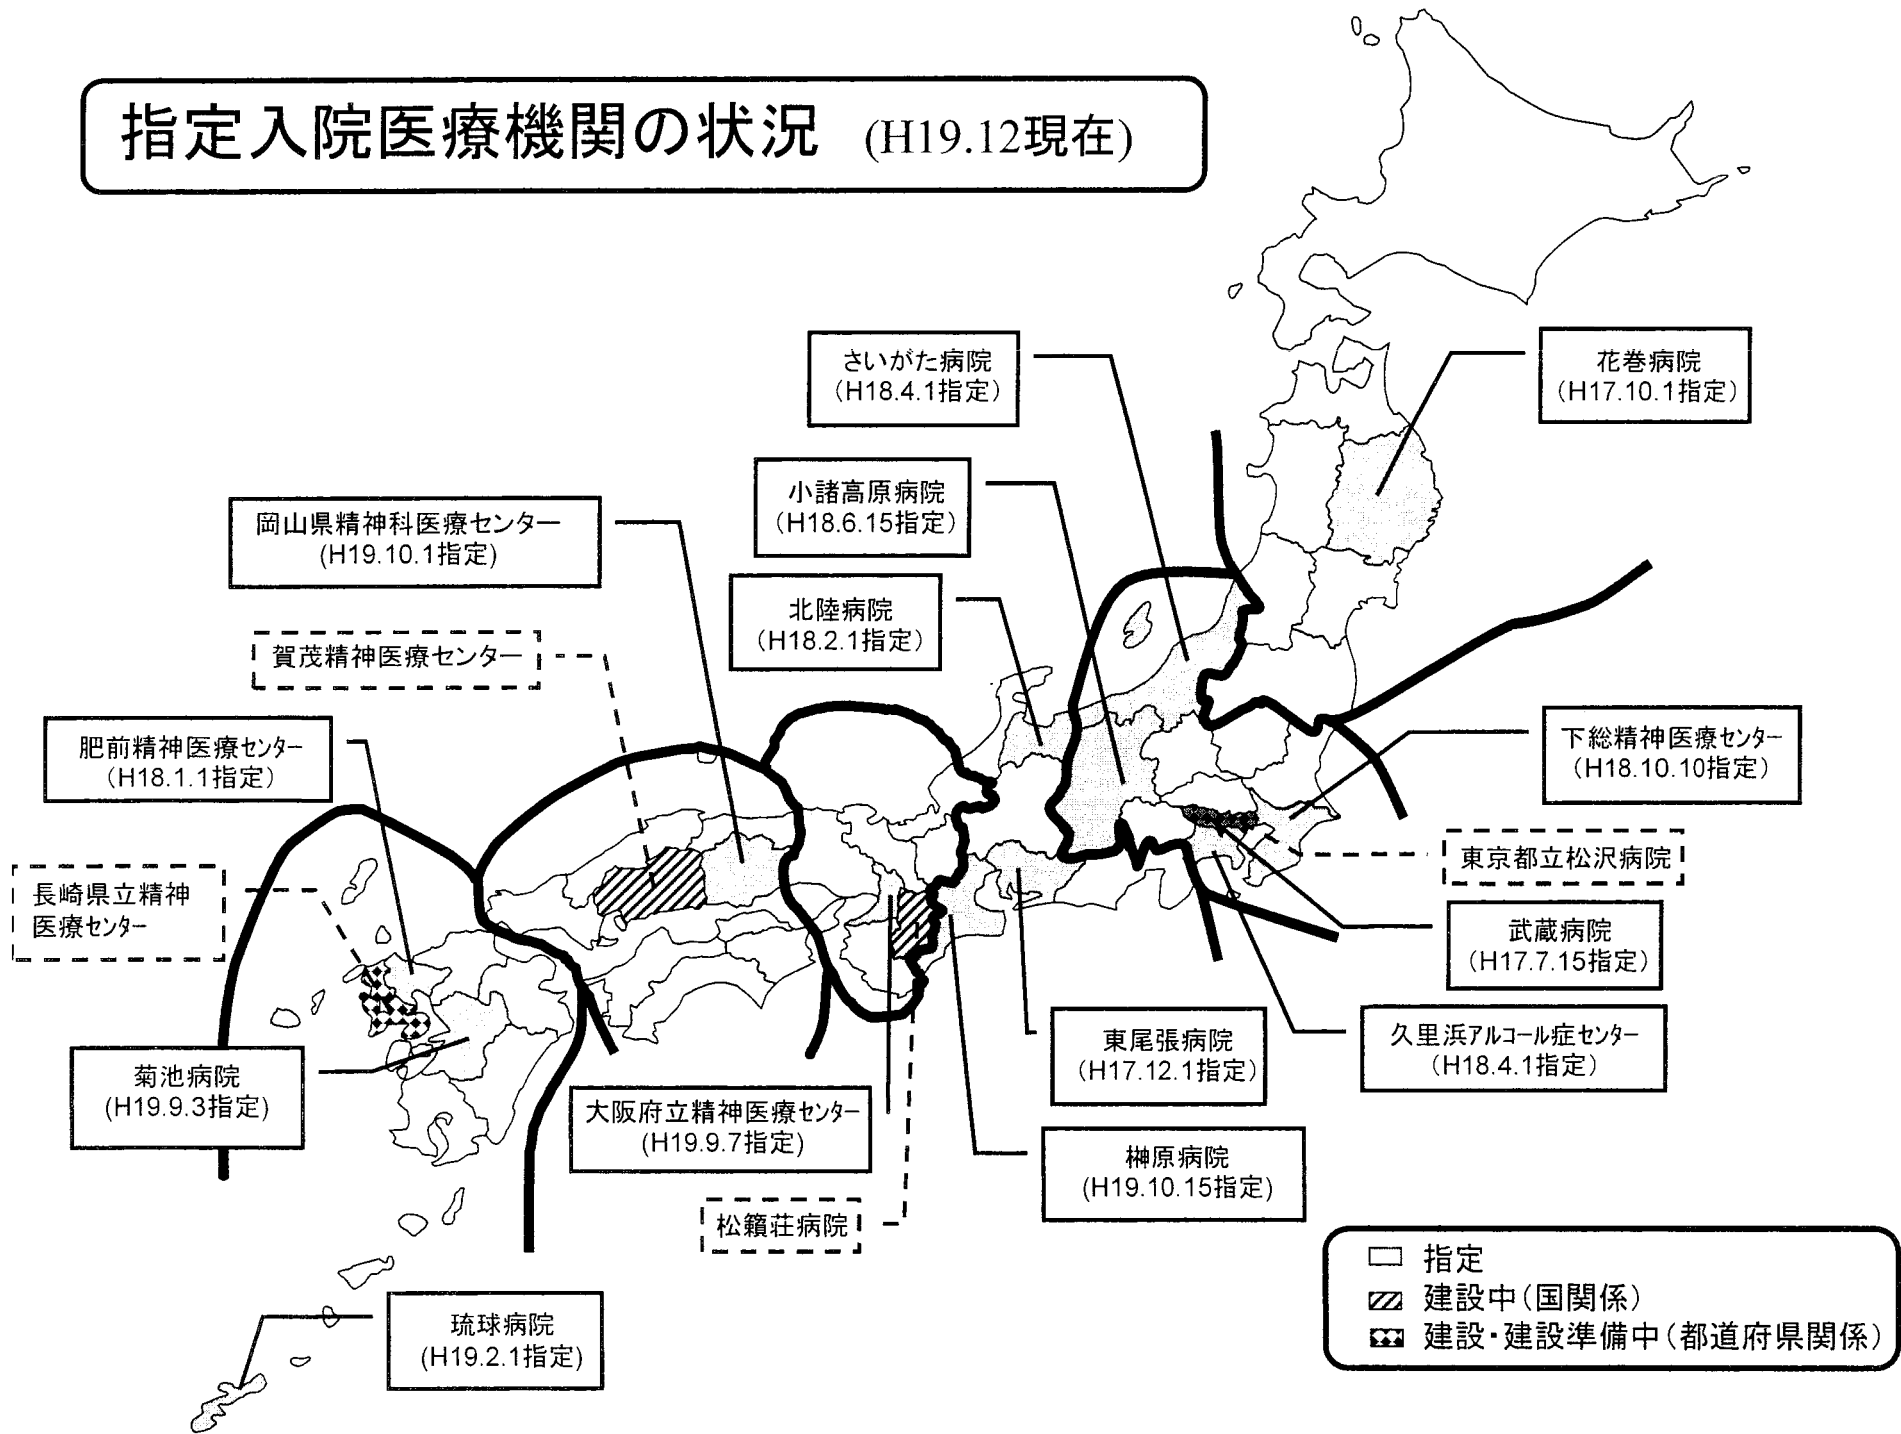 指定入院医療機関の状況 (H19.12現在)
さいがた病院
(H18.4.1指定)
花巻病院
(H17.10.1指定)
小諸高原病院
(H18.6.15指定)
岡山県精神科医療センター
(H19.10.1指定)
北陸病院
(H18.2.1指定)
賀茂精神医療センター
肥前精神医療センター
(H18.1.1指定)
下総精神医療センター
(H18.10.10指定)
長崎県立精神
医療センター
東京都立松沢病院
武蔵病院
(H17.7.15指定)
久里浜アルコール症センター
(H18.4.1指定)
東尾張病院
(H17.12.1指定)
菊池病院
(H19.9.3指定)
大阪府立精神医療センター
(H19.9.7指定)
榊原病院
(H19.10.15指定)
松籟荘病院
琉球病院
(H19.2.1指定)
指定
建設中(国関係)
建設・建設準備中(都道府県関係)